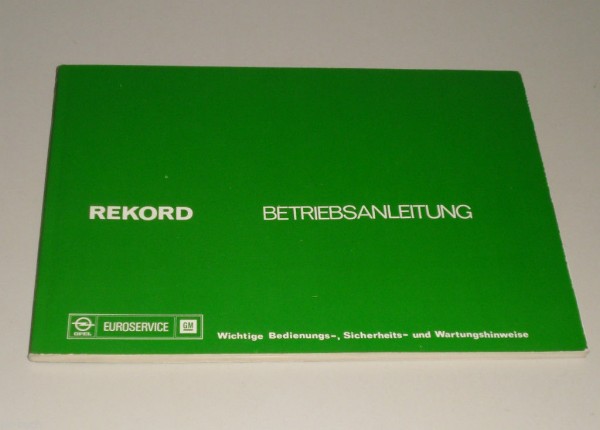 REKORD BETRIEBSANLEITUNG
OPEL EUROSERVICE GM
Wichtige Bedienungs-, Sicherheits- und Wartungshinweise